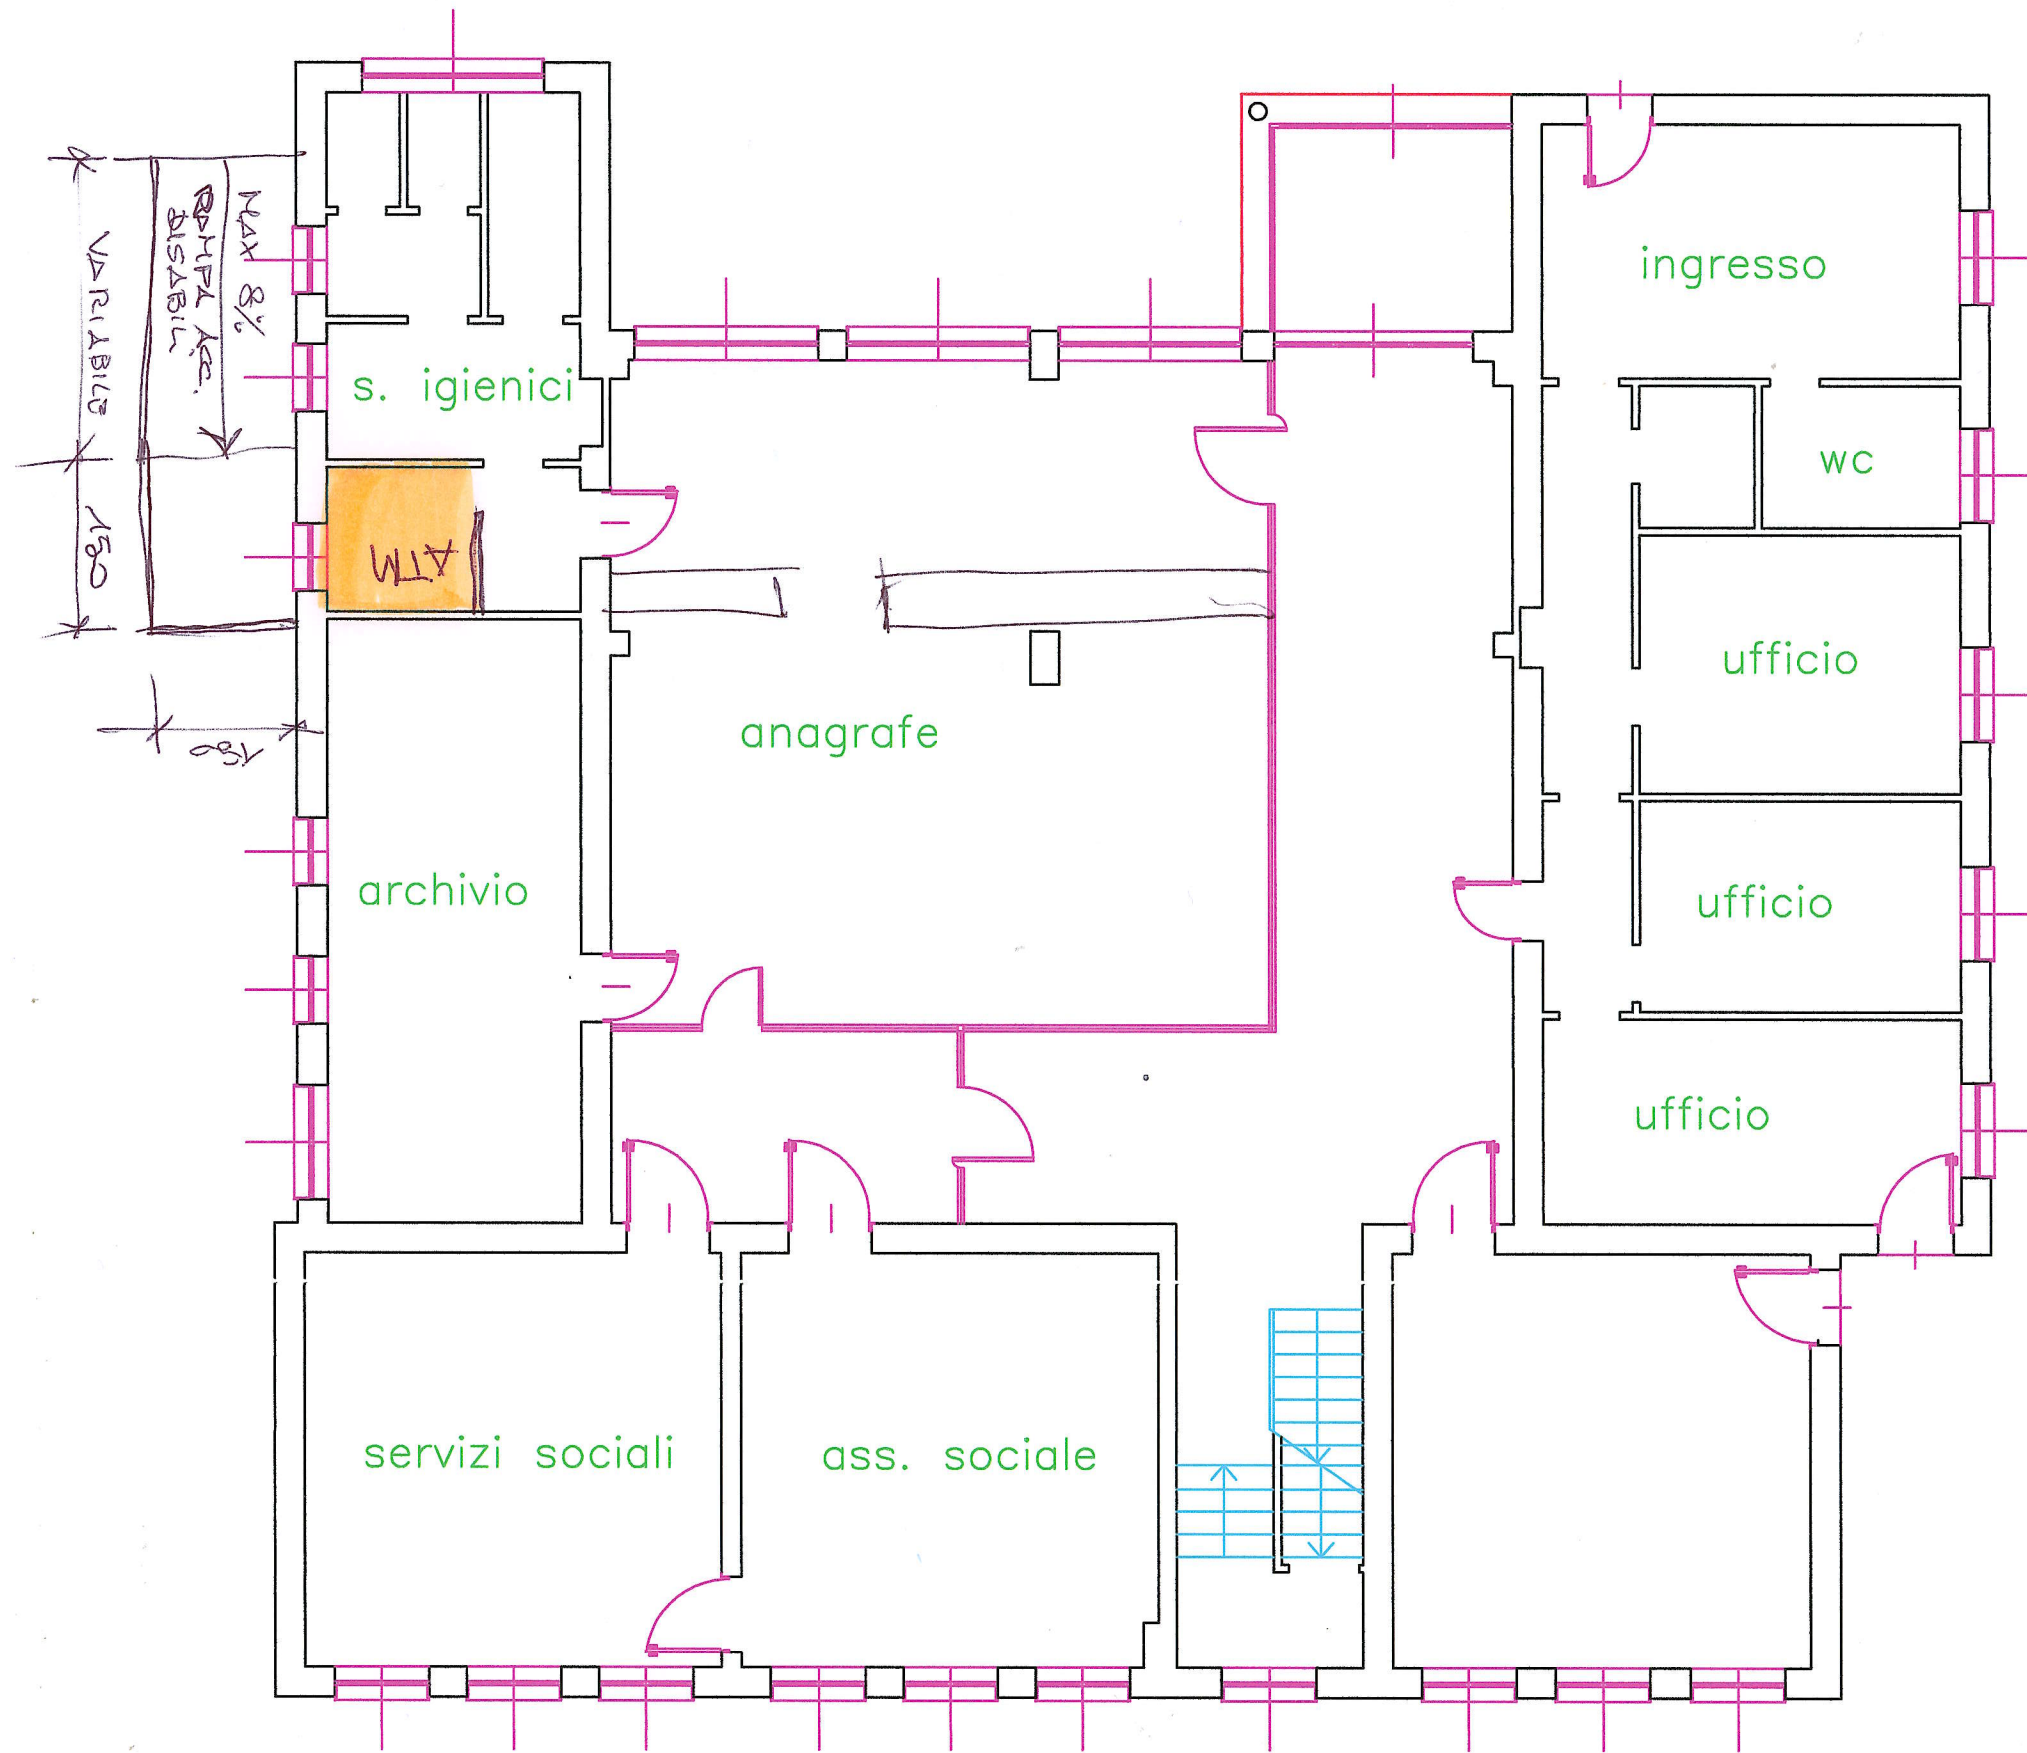 ingresso
s. igienici
wc
ufficio
anagrafe
archivio
ufficio
ufficio
servizi sociali
ass. sociale
ATM
MAX 8%
RAMPA ACC.
DISABIL
VARIABILE
150
150